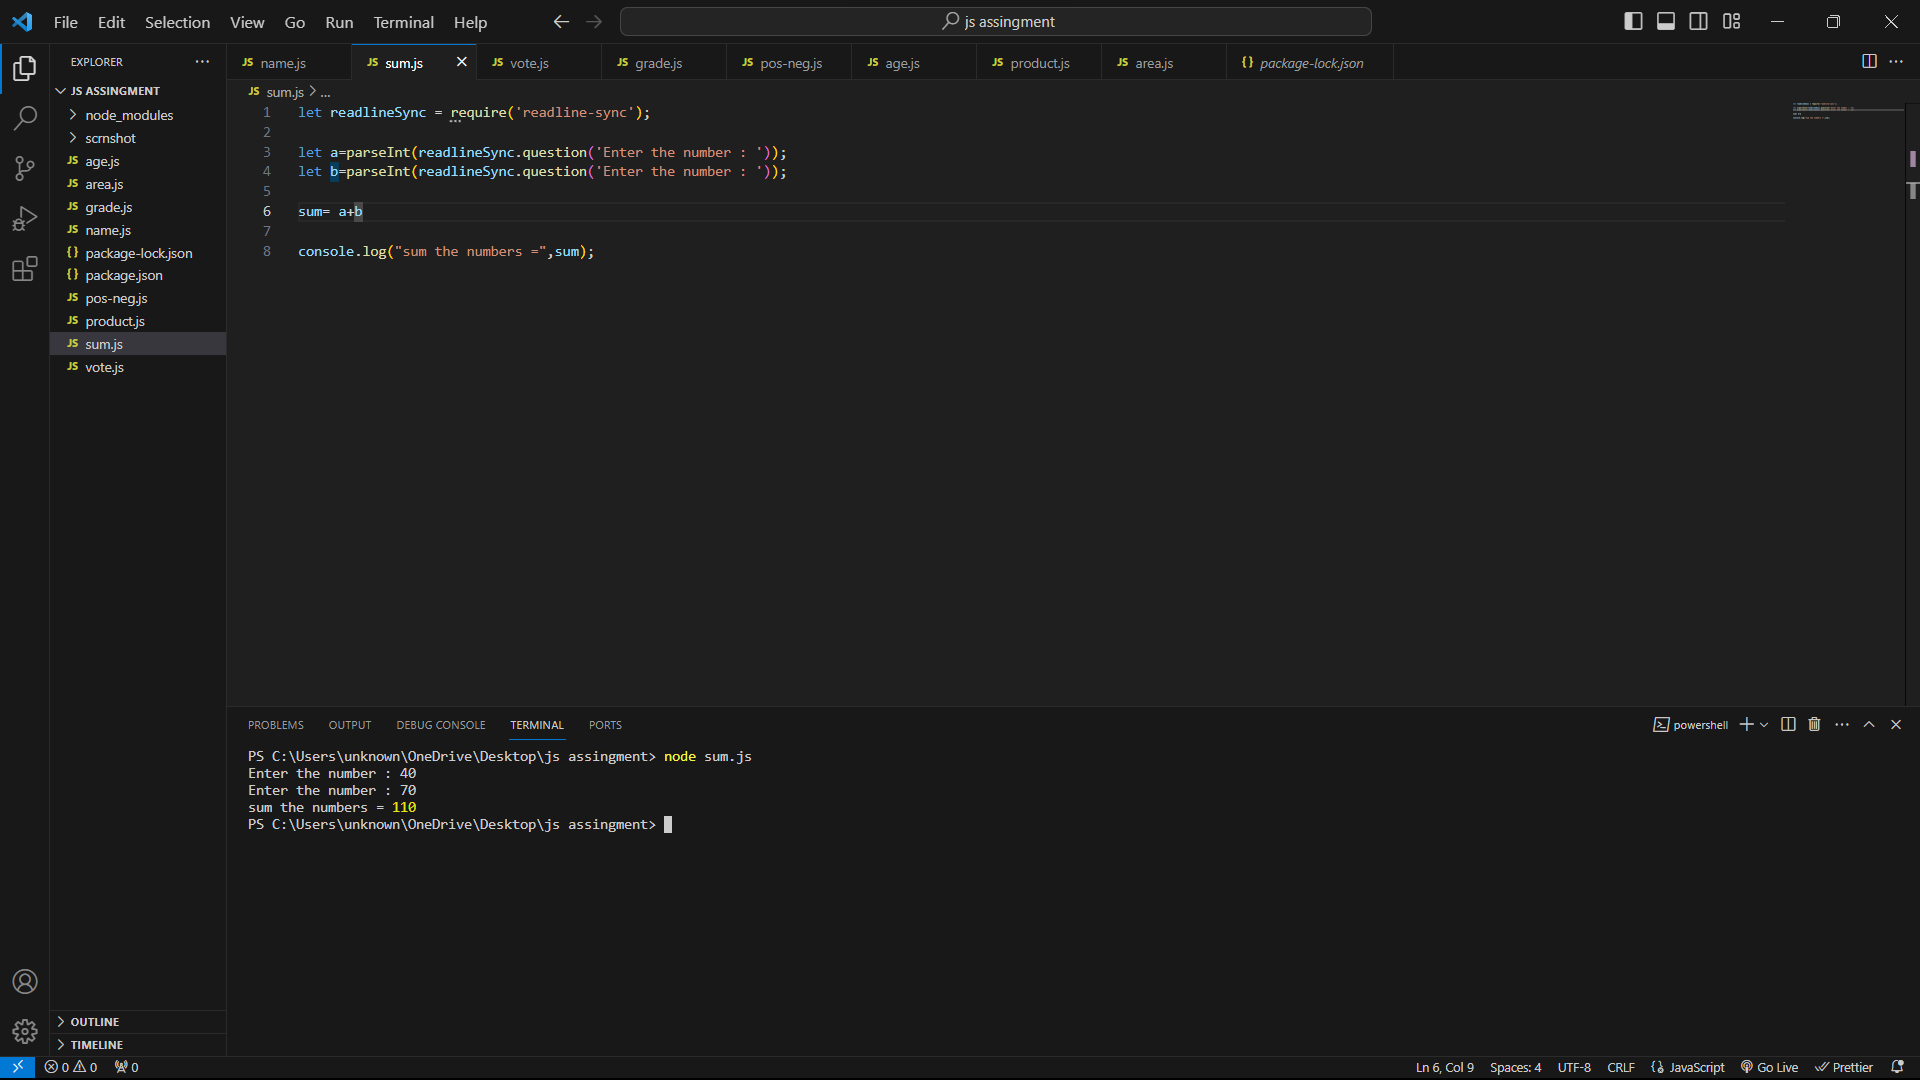 File Edit Selection View Go Run Terminal Help
js assingment
EXPLORER
JS ASSINGMENT
node_modules
scrnshot
JS age.js
JS area.js
JS grade.js
JS name.js
{} package-lock.json
{} package.json
JS pos-neg.js
JS product.js
JS sum.js
JS vote.js
OUTLINE
TIMELINE
JS name.js JS sum.js JS vote.js JS grade.js JS pos-neg.js JS age.js JS product.js JS area.js {} package-lock.json
JS sum.js > ...
1 let readlineSync = require('readline-sync');
2
3 let a=parseInt(readlineSync.question('Enter the number : '));
4 let b=parseInt(readlineSync.question('Enter the number : '));
5
6 sum= a+b
7
8 console.log("sum the numbers =",sum);
PROBLEMS OUTPUT DEBUG CONSOLE TERMINAL PORTS
powershell
PS C:\Users\unknown\OneDrive\Desktop\js assingment> node sum.js
Enter the number : 40
Enter the number : 70
sum the numbers = 110
PS C:\Users\unknown\OneDrive\Desktop\js assingment>
0 0 0
Ln 6, Col 9 Spaces: 4 UTF-8 CRLF {} JavaScript Go Live Prettier